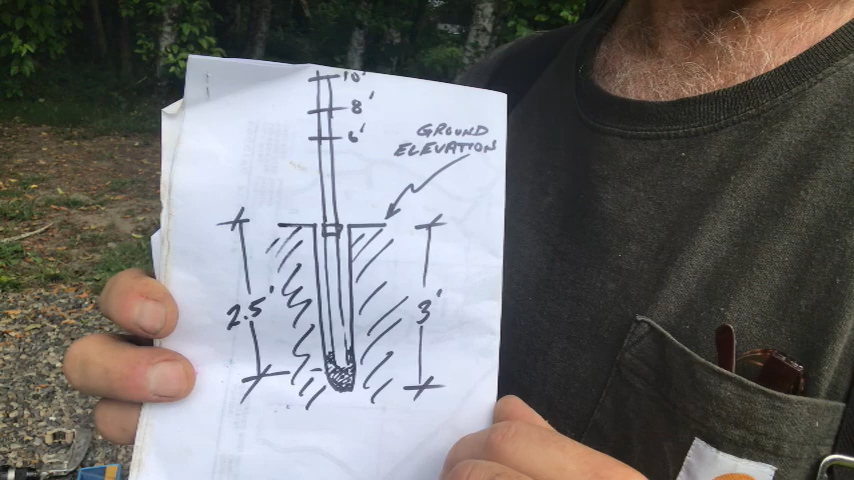 10'
8'
6'
GROUND
ELEVATION
2.5'
3'